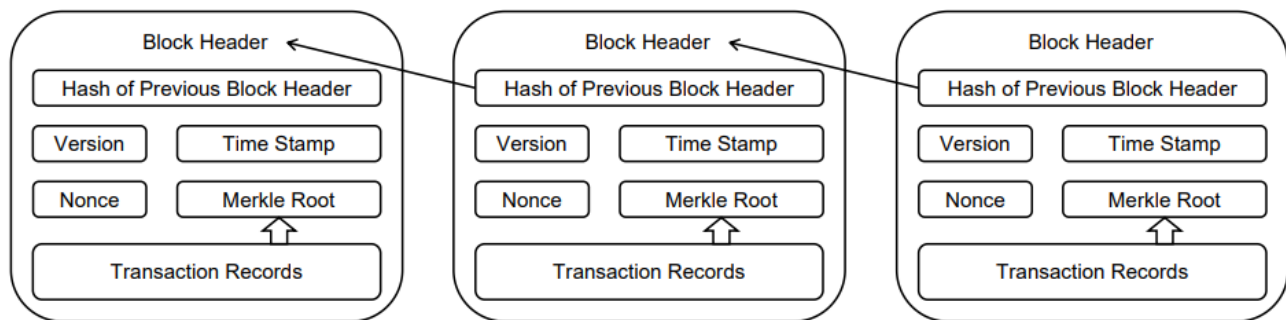 Block Header
Hash of Previous Block Header
Version
Time Stamp
Nonce
Merkle Root
Transaction Records
Block Header
Hash of Previous Block Header
Version
Time Stamp
Nonce
Merkle Root
Transaction Records
Block Header
Hash of Previous Block Header
Version
Time Stamp
Nonce
Merkle Root
Transaction Records